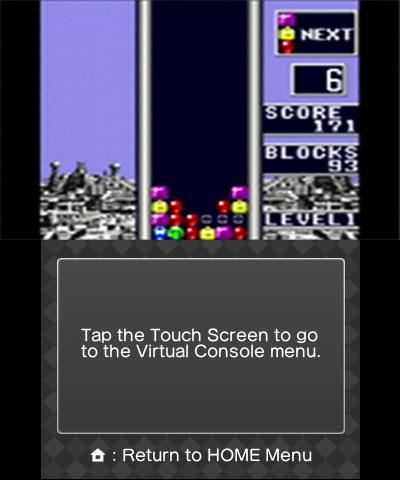 NEXT
6
SCORE
171
BLOCKS
93
LEVEL1
Tap the Touch Screen to go
to the Virtual Console menu.
: Return to HOME Menu